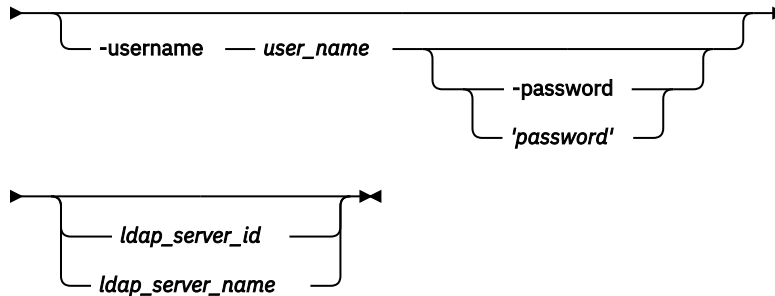 -username user_name
-password
'password'
ldap_server_id
ldap_server_name